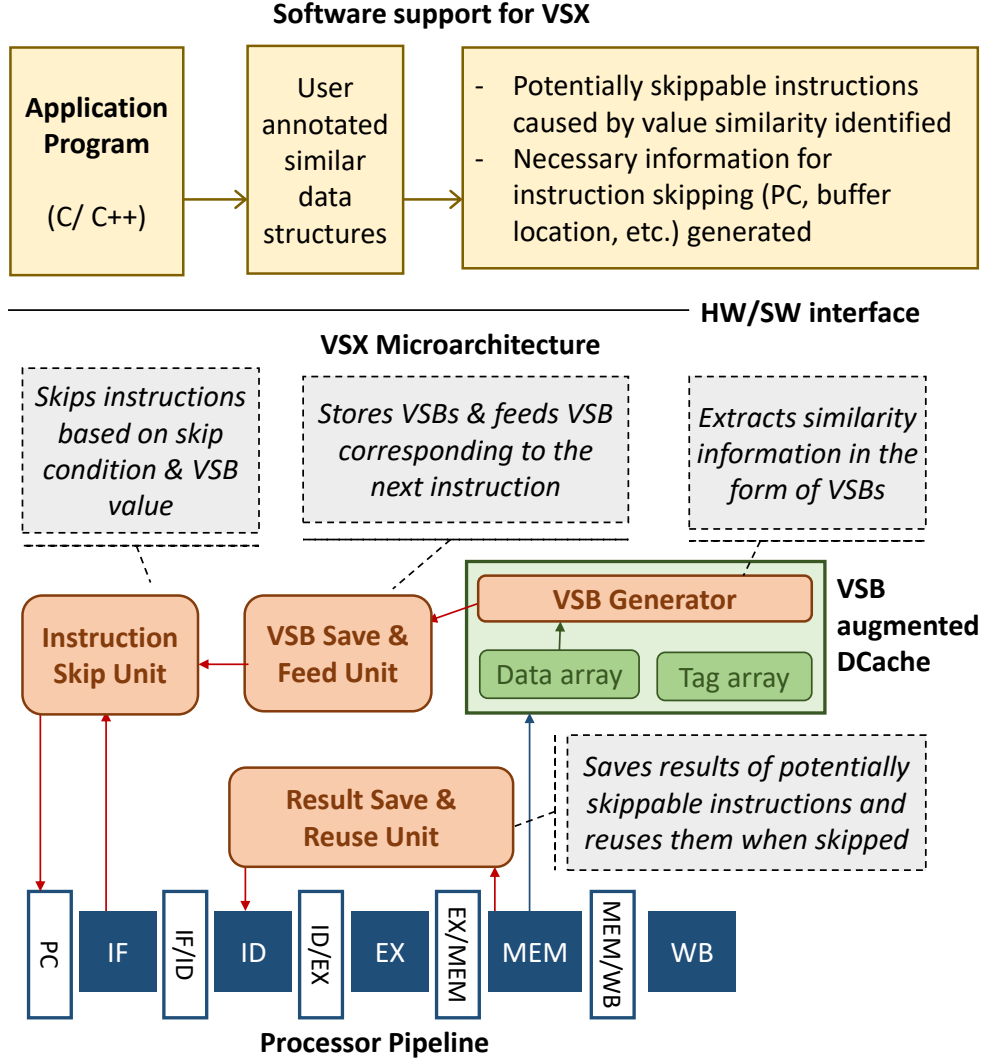 Software support for VSX
Application
Program
(C/ C++)
User
annotated
similar
data
structures
- Potentially skippable instructions
caused by value similarity identified
- Necessary information for
instruction skipping (PC, buffer
location, etc.) generated
HW/SW interface
VSX Microarchitecture
Skips instructions
based on skip
condition & VSB
value
Stores VSBs & feeds VSB
corresponding to the
next instruction
Extracts similarity
information in the
form of VSBs
Instruction
Skip Unit
VSB Save &
Feed Unit
VSB Generator
Data array
Tag array
VSB
augmented
DCache
Result Save &
Reuse Unit
Saves results of potentially
skippable instructions and
reuses them when skipped
PC
IF
IF/ID
ID
ID/EX
EX
EX/MEM
MEM
MEM/WB
WB
Processor Pipeline